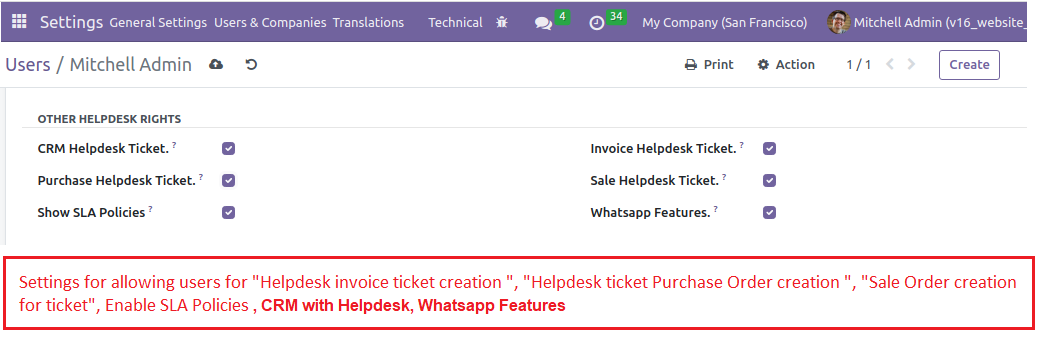 Settings General Settings Users & Companies Translations Technical 4 34 My Company (San Francisco) Mitchell Admin (v16_website_
Users / Mitchell Admin Print Action 1 / 1 Create
OTHER HELPDESK RIGHTS
CRM Helpdesk Ticket. ? Invoice Helpdesk Ticket. ?
Purchase Helpdesk Ticket. ? Sale Helpdesk Ticket. ?
Show SLA Policies ? Whatsapp Features. ?
Settings for allowing users for "Helpdesk invoice ticket creation ", "Helpdesk ticket Purchase Order creation ", "Sale Order creation
for ticket", Enable SLA Policies , CRM with Helpdesk, Whatsapp Features